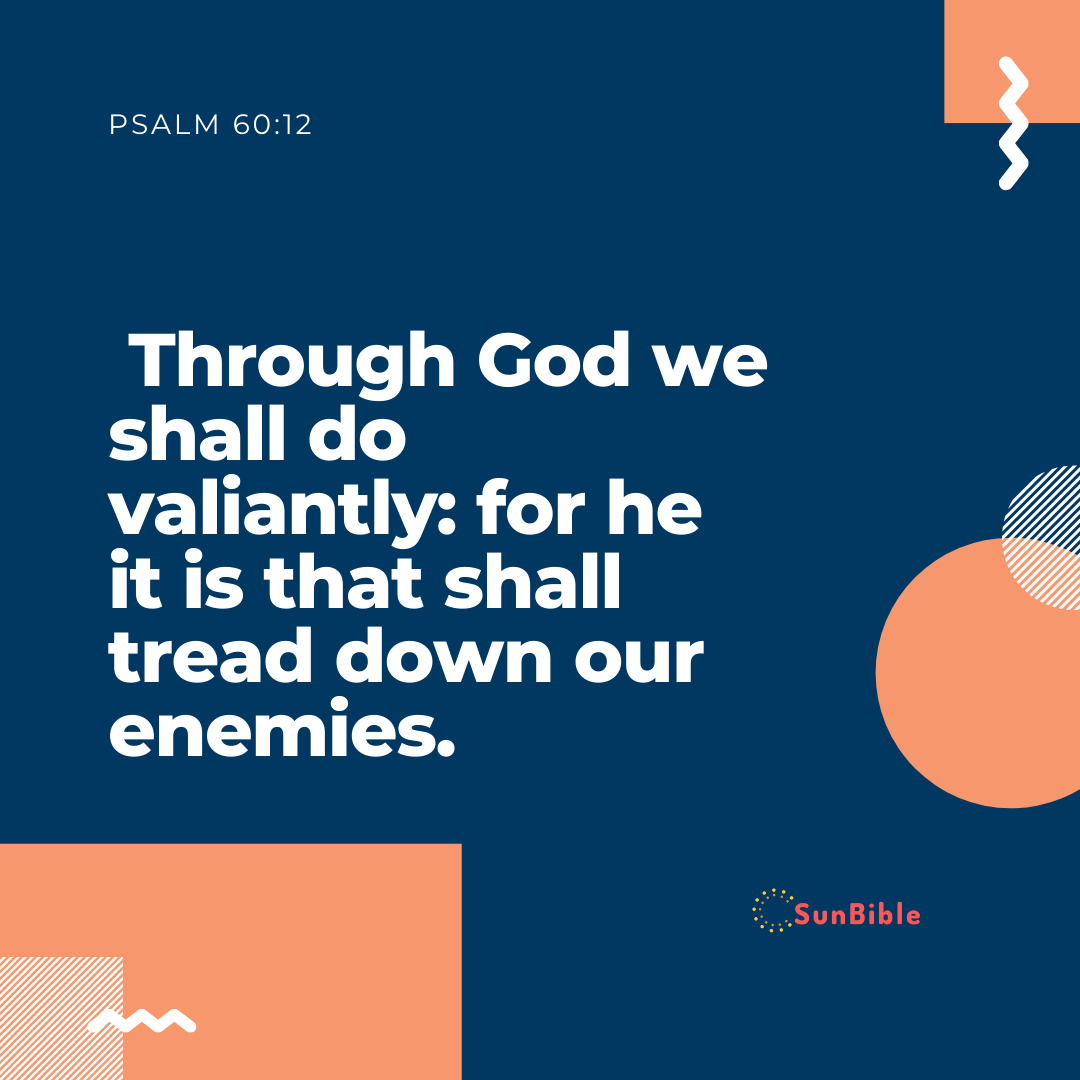 PSALM 60:12
Through God we
shall do
valiantly: for he
it is that shall
tread down our
enemies.
SunBible